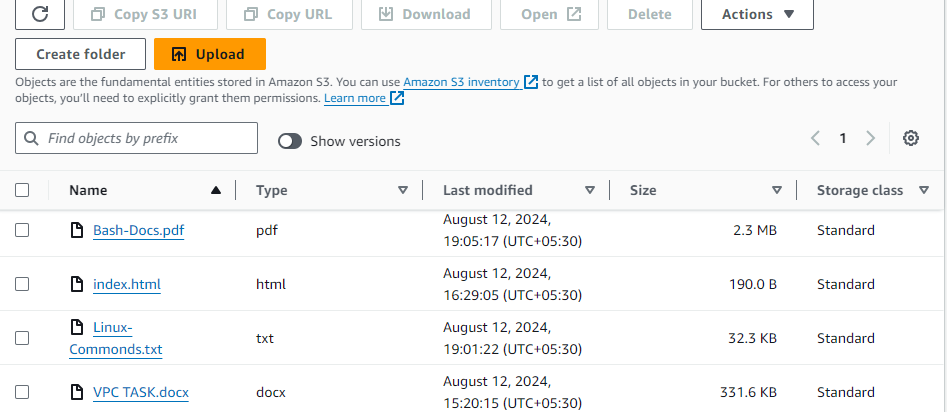 Copy S3 URI Copy URL Download Open Delete Actions
Create folder Upload
Objects are the fundamental entities stored in Amazon S3. You can use Amazon S3 inventory to get a list of all objects in your bucket. For others to access your
objects, you'll need to explicitly grant them permissions. Learn more
Find objects by prefix Show versions 1
Name Type Last modified Size Storage class
Bash-Docs.pdf pdf August 12, 2024, 2.3 MB Standard
19:05:17 (UTC+05:30)
index.html html August 12, 2024, 190.0 B Standard
16:29:05 (UTC+05:30)
Linux- txt August 12, 2024, 32.3 KB Standard
Commonds.txt 19:01:22 (UTC+05:30)
VPC TASK.docx docx August 12, 2024, 331.6 KB Standard
15:20:15 (UTC+05:30)